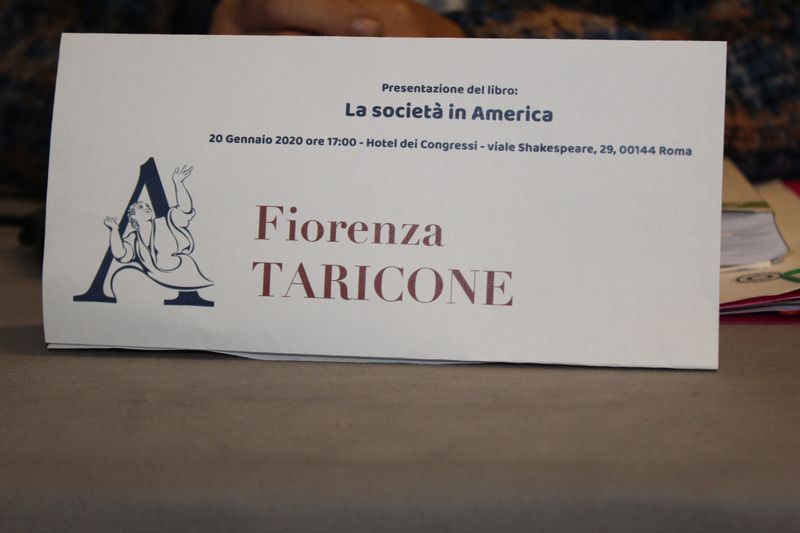 Presentazione del libro:
La società in America
20 Gennaio 2020 ore 17:00 - Hotel dei Congressi - viale Shakespeare, 29, 00144 Roma
A
Fiorenza
TARICONE